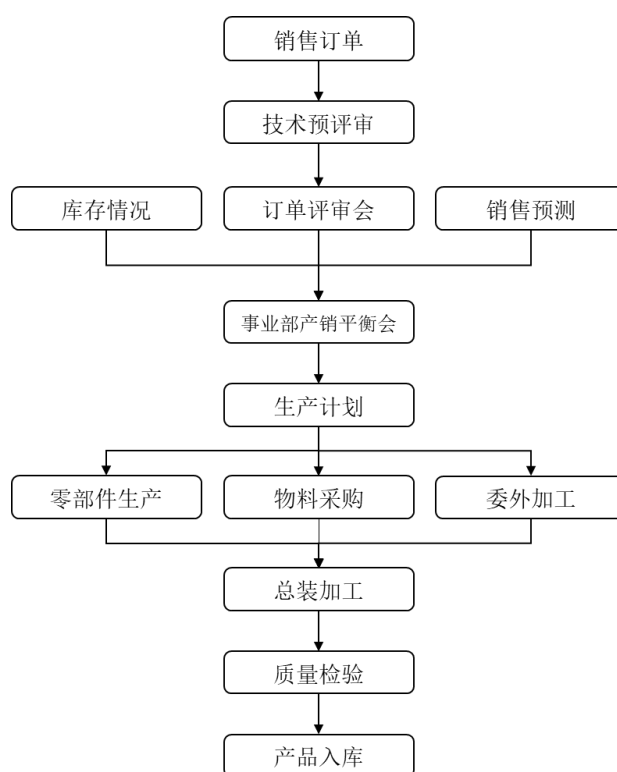 销售订单
技术预评审
库存情况
订单评审会
销售预测
事业部产销平衡会
生产计划
零部件生产
物料采购
委外加工
总装加工
质量检验
产品入库